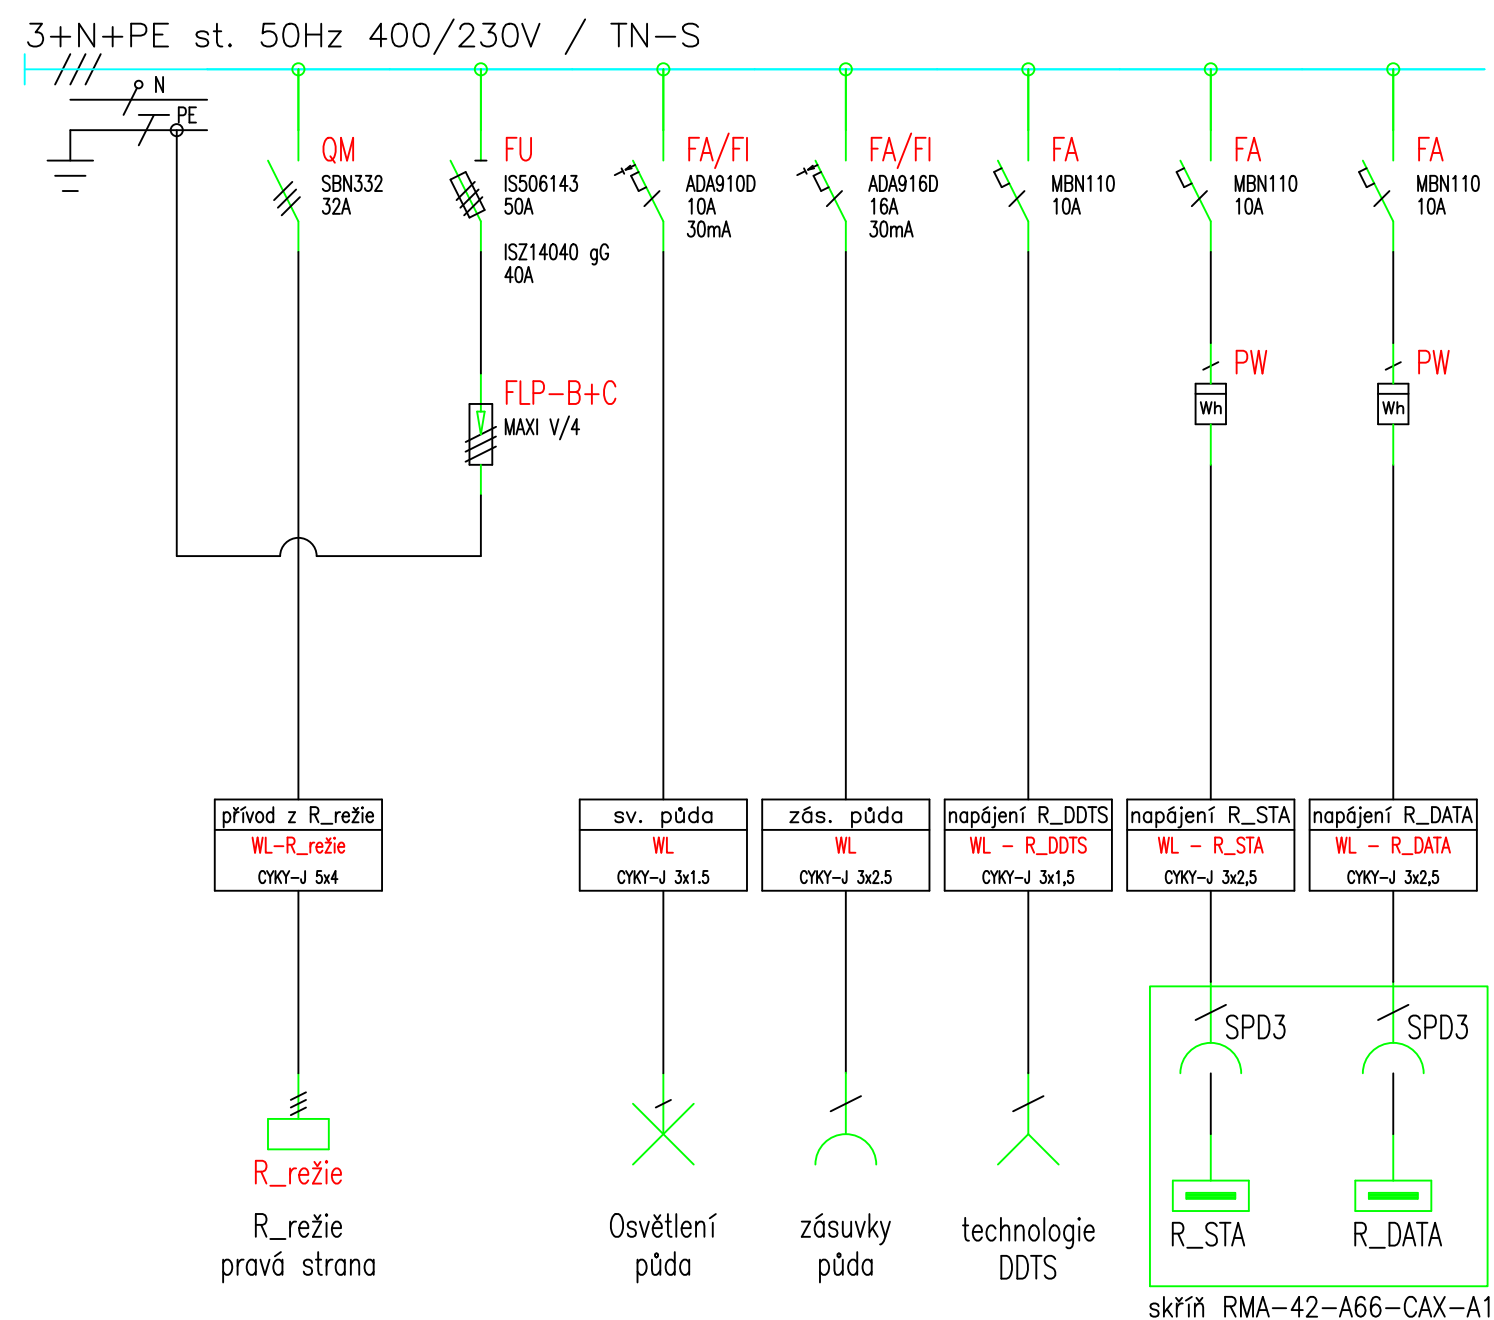 3+N+PE st. 50Hz 400/230V / TN-S
N
PE
QM
SBN332
32A
FU
IS506143
50A
ISZ14040 gG
40A
FA/FI
ADA910D
10A
30mA
FA/FI
ADA916D
16A
30mA
FA
MBN110
10A
FA
MBN110
10A
FA
MBN110
10A
FLP-B+C
MAXI V/4
PW
Wh
PW
Wh
přívod z R_režie
WL-R_režie
CYKY-J 5x4
sv. půda
WL
CYKY-J 3x1.5
zás. půda
WL
CYKY-J 3x2.5
napájení R_DDTS
WL - R_DDTS
CYKY-J 3x1,5
napájení R_STA
WL - R_STA
CYKY-J 3x2,5
napájení R_DATA
WL - R_DATA
CYKY-J 3x2,5
SPD3
SPD3
R_režie
R_režie
pravá strana
Osvětlení
půda
zásuvky
půda
technologie
DDTS
R_STA
R_DATA
skříň RMA-42-A66-CAX-A1